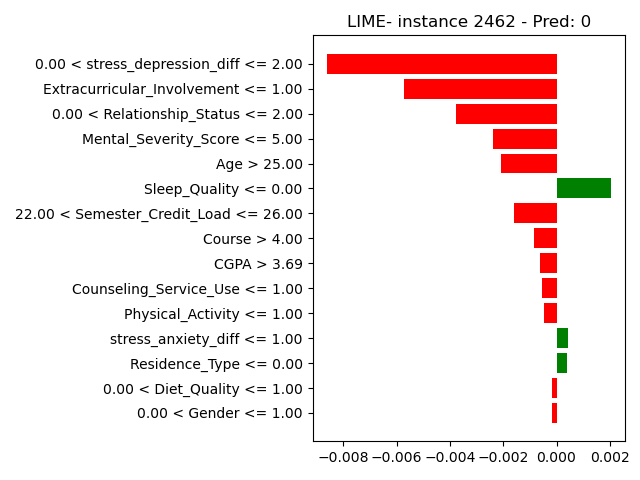 LIME- instance 2462 - Pred: 0
0.00 < stress_depression_diff <= 2.00
Extracurricular_Involvement <= 1.00
0.00 < Relationship_Status <= 2.00
Mental_Severity_Score <= 5.00
Age > 25.00
Sleep_Quality <= 0.00
22.00 < Semester_Credit_Load <= 26.00
Course > 4.00
CGPA > 3.69
Counseling_Service_Use <= 1.00
Physical_Activity <= 1.00
stress_anxiety_diff <= 1.00
Residence_Type <= 0.00
0.00 < Diet_Quality <= 1.00
0.00 < Gender <= 1.00
−0.008 −0.006 −0.004 −0.002 0.000 0.002